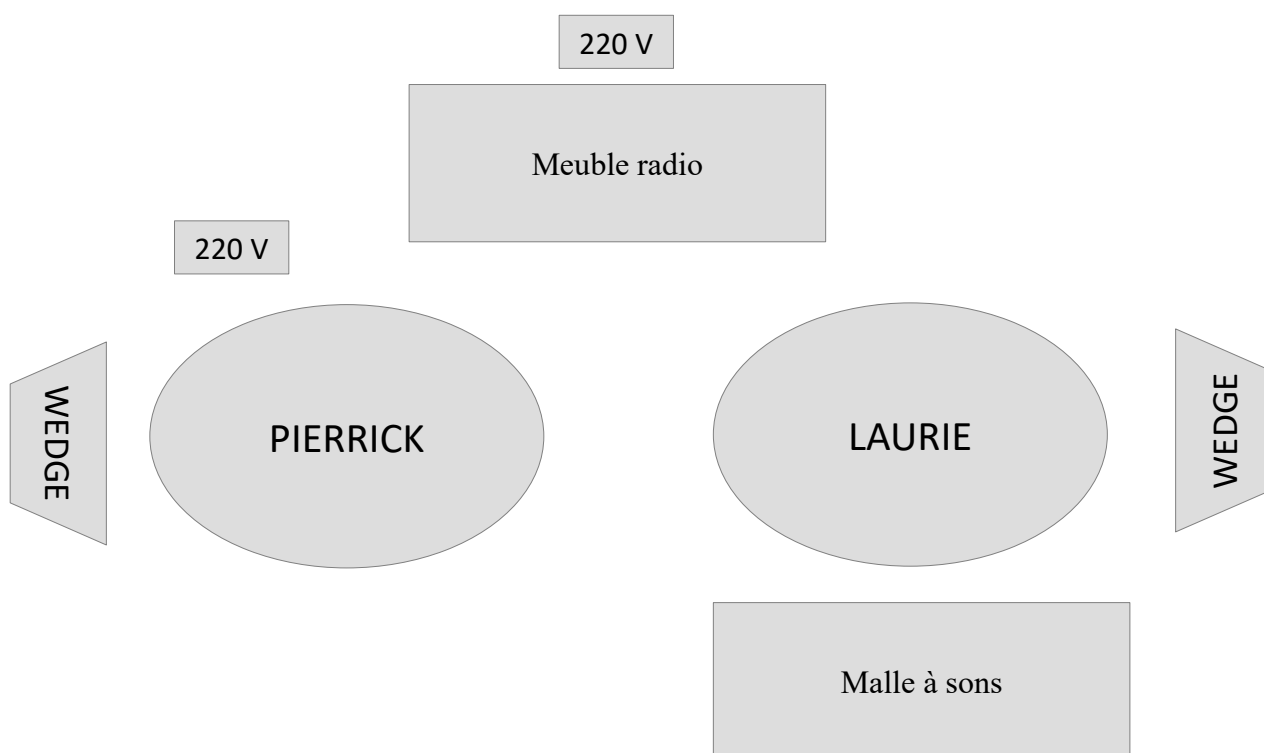 220 V
Meuble radio
220 V
WEDGE
PIERRICK
LAURIE
WEDGE
Malle à sons